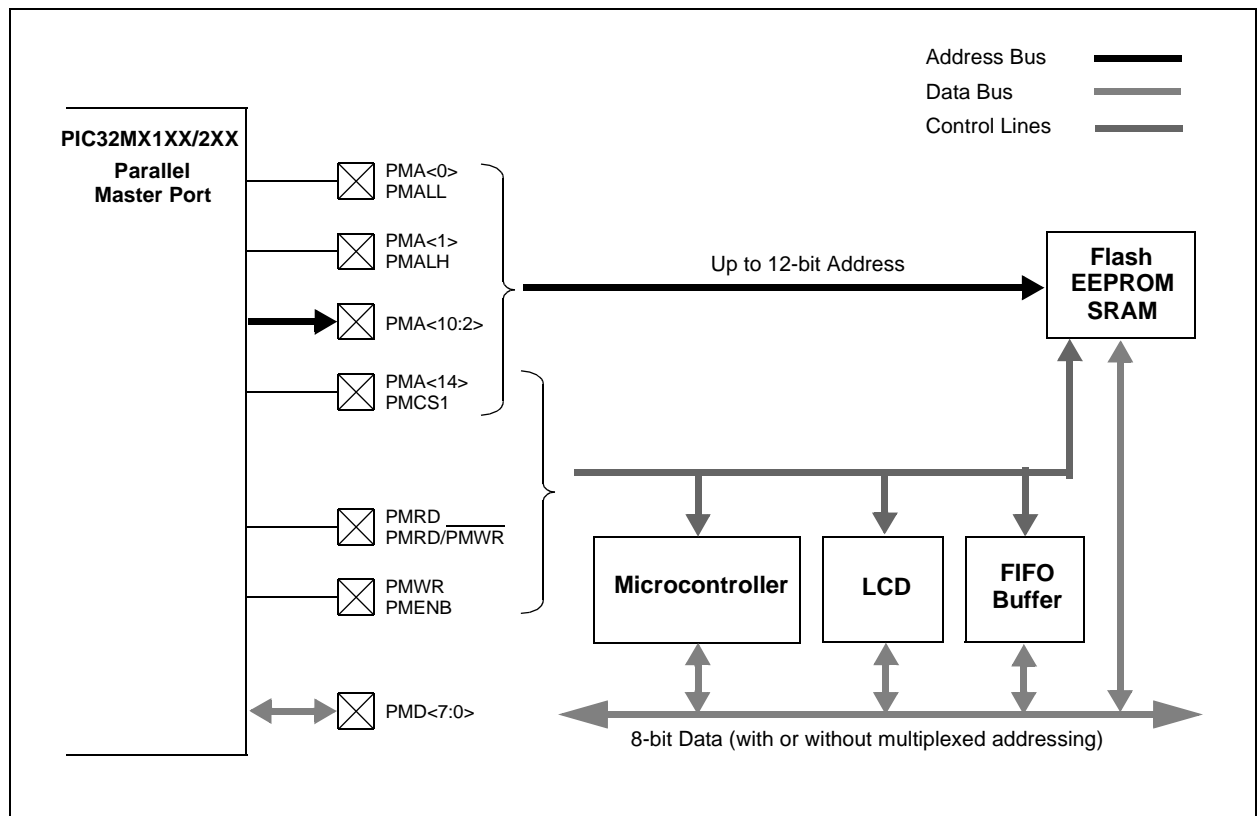 Address Bus
Data Bus
Control Lines
PIC32MX1XX/2XX
Parallel
Master Port
PMA<0>
PMALL
PMA<1>
PMALH
PMA<10:2>
PMA<14>
PMCS1
PMRD
PMRD/PMWR
PMWR
PMENB
PMD<7:0>
Up to 12-bit Address
Flash
EEPROM
SRAM
Microcontroller
LCD
FIFO
Buffer
8-bit Data (with or without multiplexed addressing)